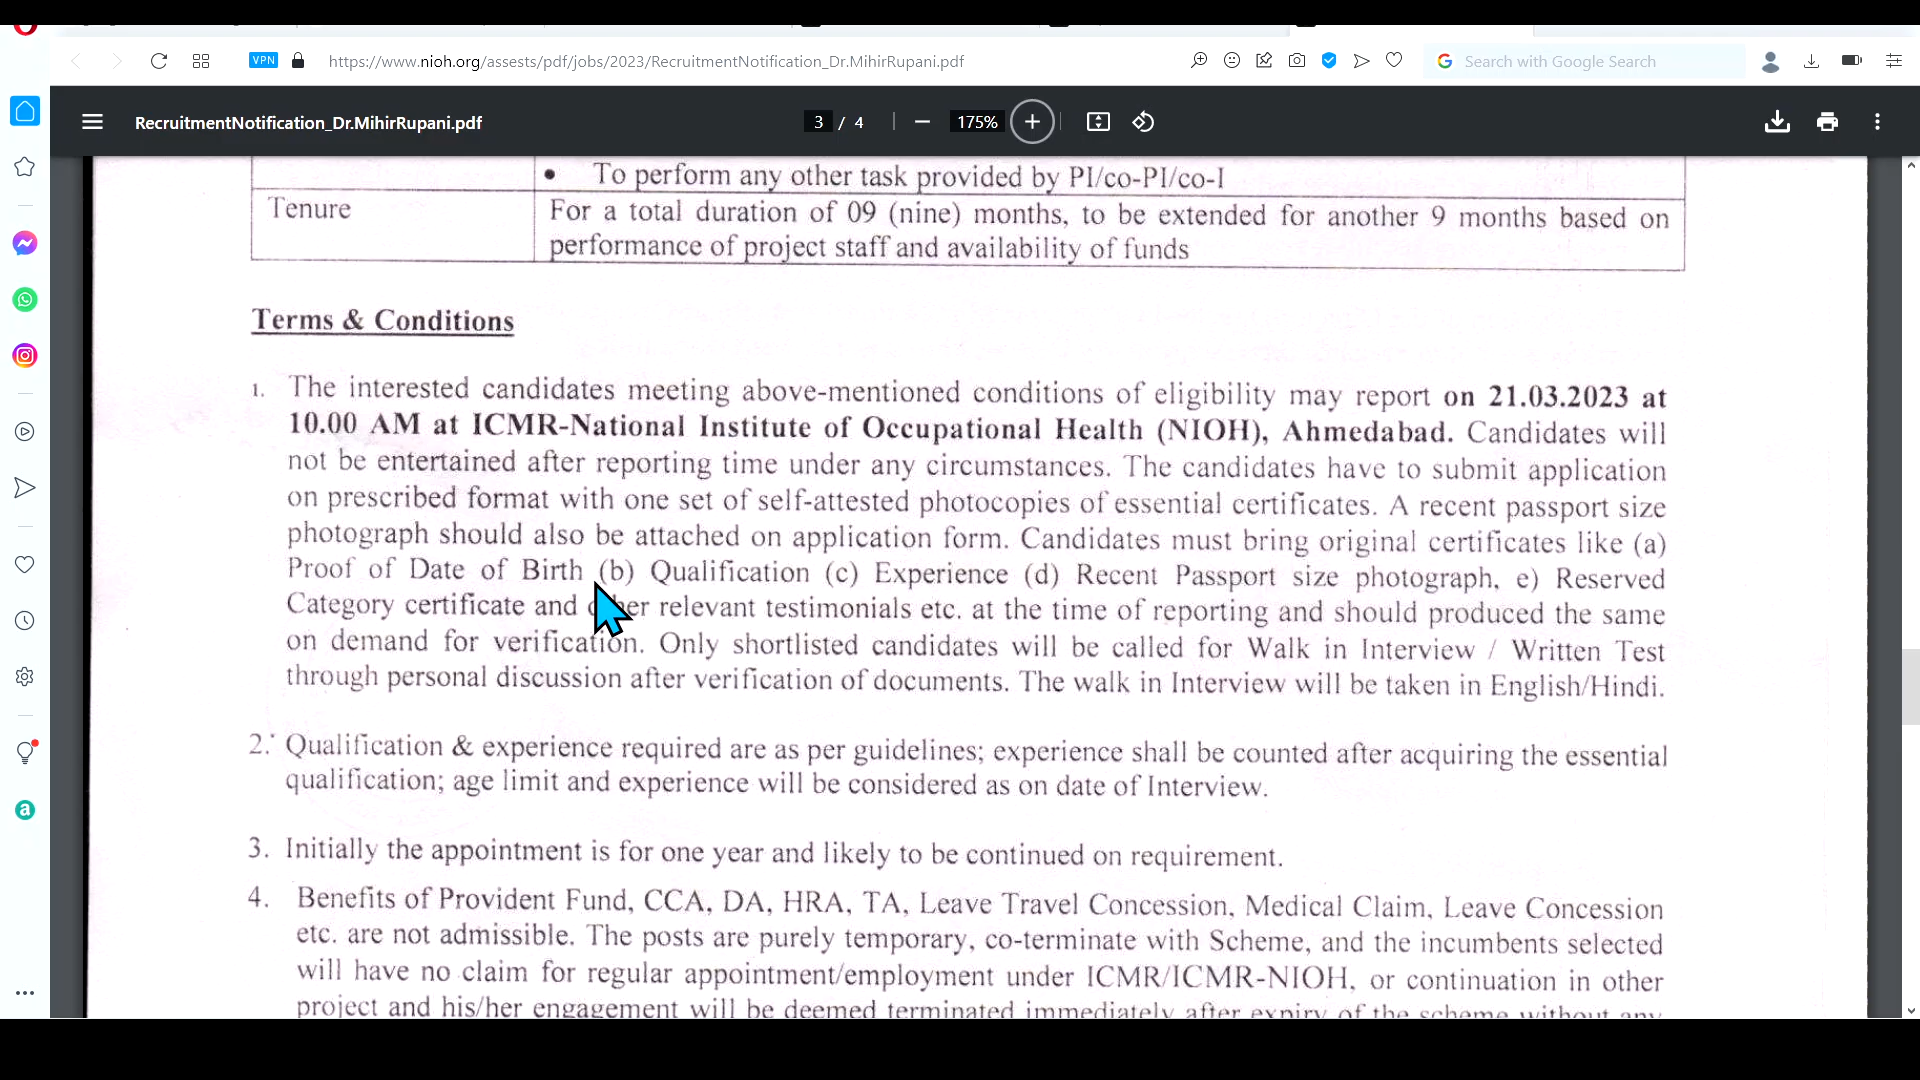 VPN
https://www.nioh.org/assests/pdf/jobs/2023/RecruitmentNotification_Dr.MihirRupani.pdf
Search with Google Search
RecruitmentNotification_Dr.MihirRupani.pdf
3 / 4
175%
• To perform any other task provided by PI/co-PI/co-I
Tenure
For a total duration of 09 (nine) months, to be extended for another 9 months based on
performance of project staff and availability of funds
Terms & Conditions
1. The interested candidates meeting above-mentioned conditions of eligibility may report on 21.03.2023 at
10.00 AM at ICMR-National Institute of Occupational Health (NIOH), Ahmedabad. Candidates will
not be entertained after reporting time under any circumstances. The candidates have to submit application
on prescribed format with one set of self-attested photocopies of essential certificates. A recent passport size
photograph should also be attached on application form. Candidates must bring original certificates like (a)
Proof of Date of Birth (b) Qualification (c) Experience (d) Recent Passport size photograph, e) Reserved
Category certificate and other relevant testimonials etc. at the time of reporting and should produced the same
on demand for verification. Only shortlisted candidates will be called for Walk in Interview / Written Test
through personal discussion after verification of documents. The walk in Interview will be taken in English/Hindi.
2. Qualification & experience required are as per guidelines; experience shall be counted after acquiring the essential
qualification; age limit and experience will be considered as on date of Interview.
3. Initially the appointment is for one year and likely to be continued on requirement.
4. Benefits of Provident Fund, CCA, DA, HRA, TA, Leave Travel Concession, Medical Claim, Leave Concession
etc. are not admissible. The posts are purely temporary, co-terminate with Scheme, and the incumbents selected
will have no claim for regular appointment/employment under ICMR/ICMR-NIOH, or continuation in other
project and his/her engagement will be deemed terminated immediately after expiry of the scheme without any